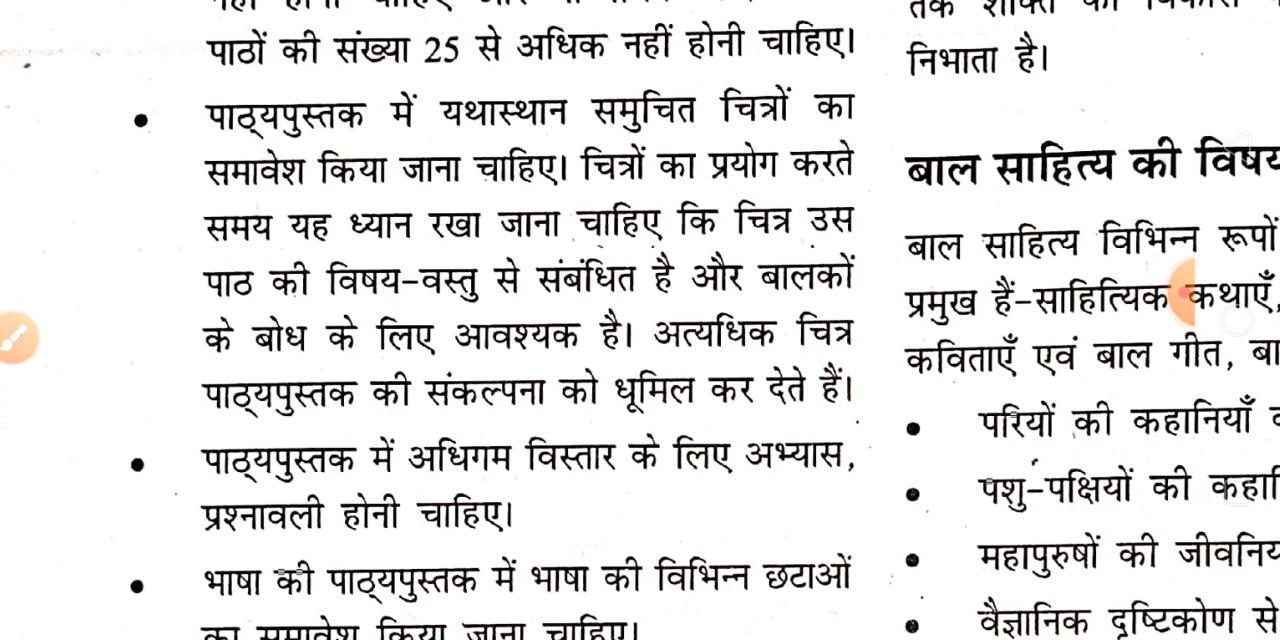 पाठों की संख्या 25 से अधिक नहीं होनी चाहिए।
पाठ्यपुस्तक में यथास्थान समुचित चित्रों का
समावेश किया जाना चाहिए। चित्रों का प्रयोग करते
समय यह ध्यान रखा जाना चाहिए कि चित्र उस
पाठ की विषय-वस्तु से संबंधित है और बालकों
के बोध के लिए आवश्यक है। अत्यधिक चित्र
पाठ्यपुस्तक की संकल्पना को धूमिल कर देते हैं।
पाठ्यपुस्तक में अधिगम विस्तार के लिए अभ्यास,
प्रश्नावली होनी चाहिए।
भाषा की पाठ्यपुस्तक में भाषा की विभिन्न छटाओं
का समावेश किया जाना चाहिए।
निभाता है।
बाल साहित्य की
बाल साहित्य विभिन्न रूपों
प्रमुख हैं-साहित्यिक कथाएँ,
कविताएँ एवं बाल गीत,
परियों की कहानियाँ
पशु-पक्षियों की
महापुरुषों की
वैज्ञानिक दृष्टिकोण से